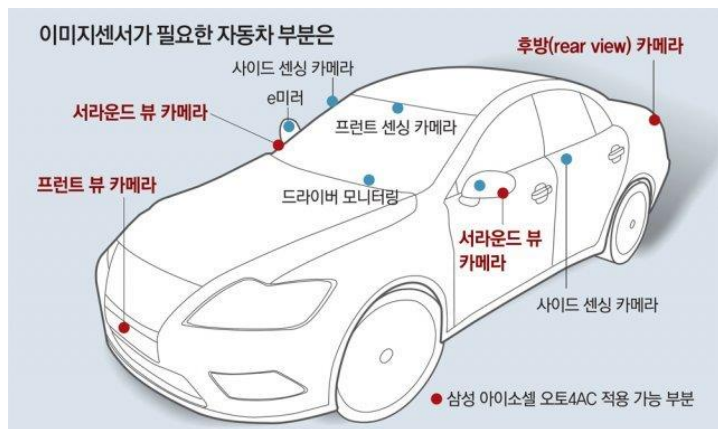 이미지센서가 필요한 자동차 부분은
후방(rear view) 카메라
사이드 센싱 카메라
e미러
서라운드 뷰 카메라
프런트 센싱 카메라
프런트 뷰 카메라
드라이버 모니터링
서라운드 뷰
카메라
사이드 센싱 카메라
삼성 아이소셀 오토4AC 적용 가능 부분